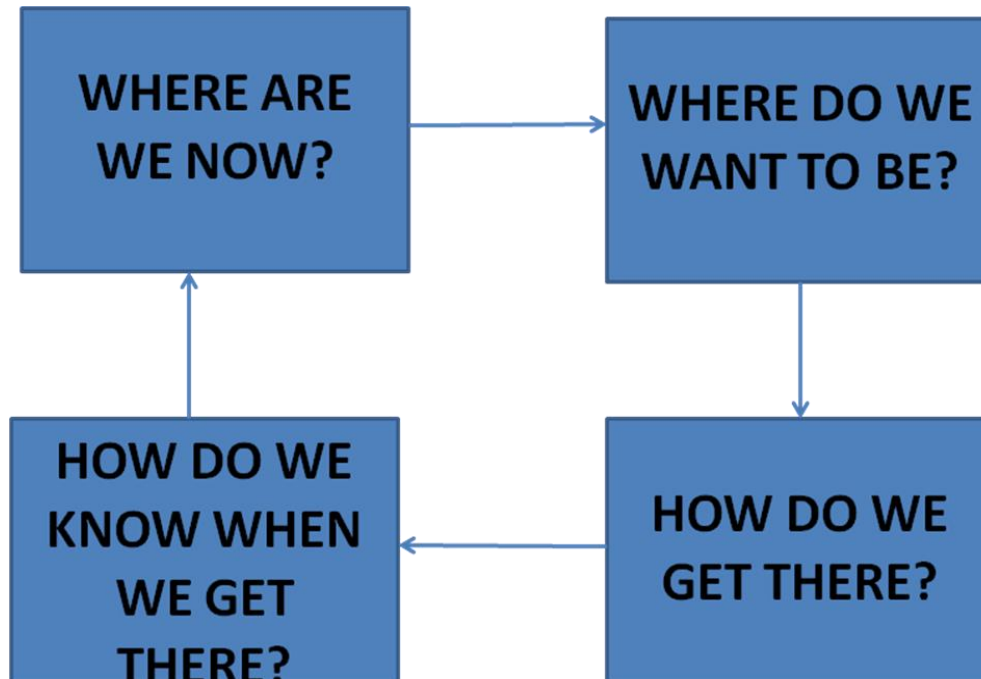 WHERE ARE
WE NOW?
WHERE DO WE
WANT TO BE?
HOW DO WE
GET THERE?
HOW DO WE
KNOW WHEN
WE GET
THERE?